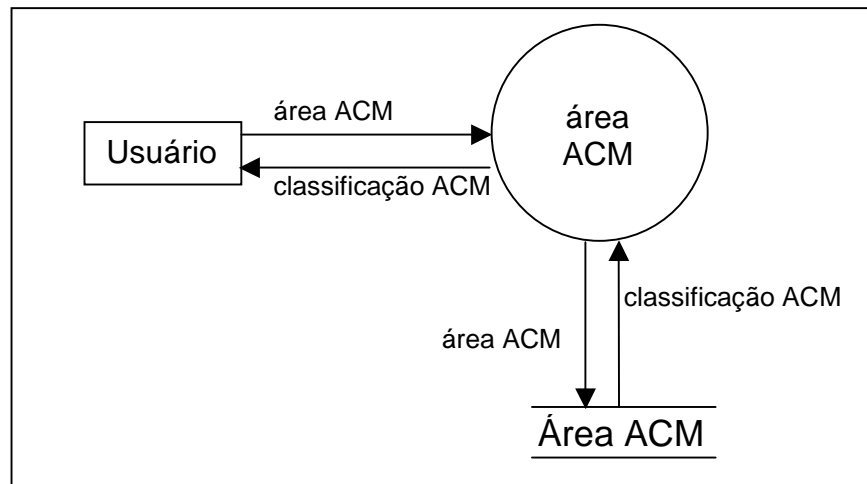 área ACM
Usuário
classificação ACM
área
ACM
classificação ACM
área ACM
Área ACM